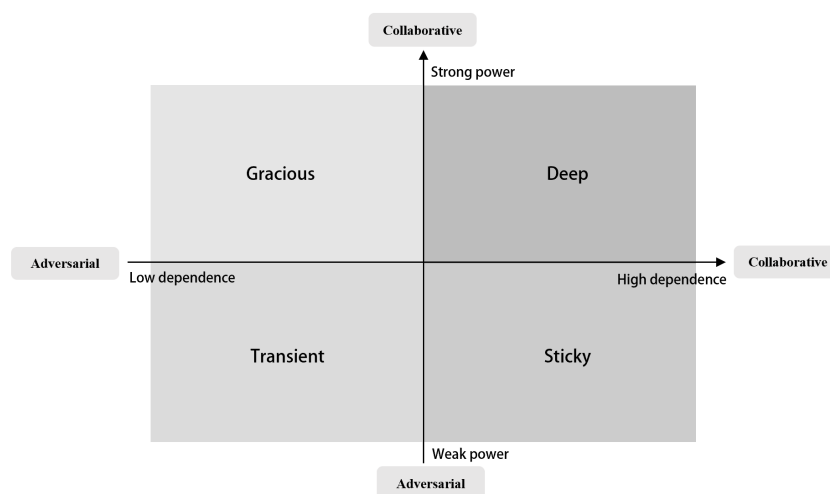 Collaborative
Strong power
Gracious
Deep
Adversarial
Collaborative
Low dependence
High dependence
Transient
Sticky
Weak power
Adversarial